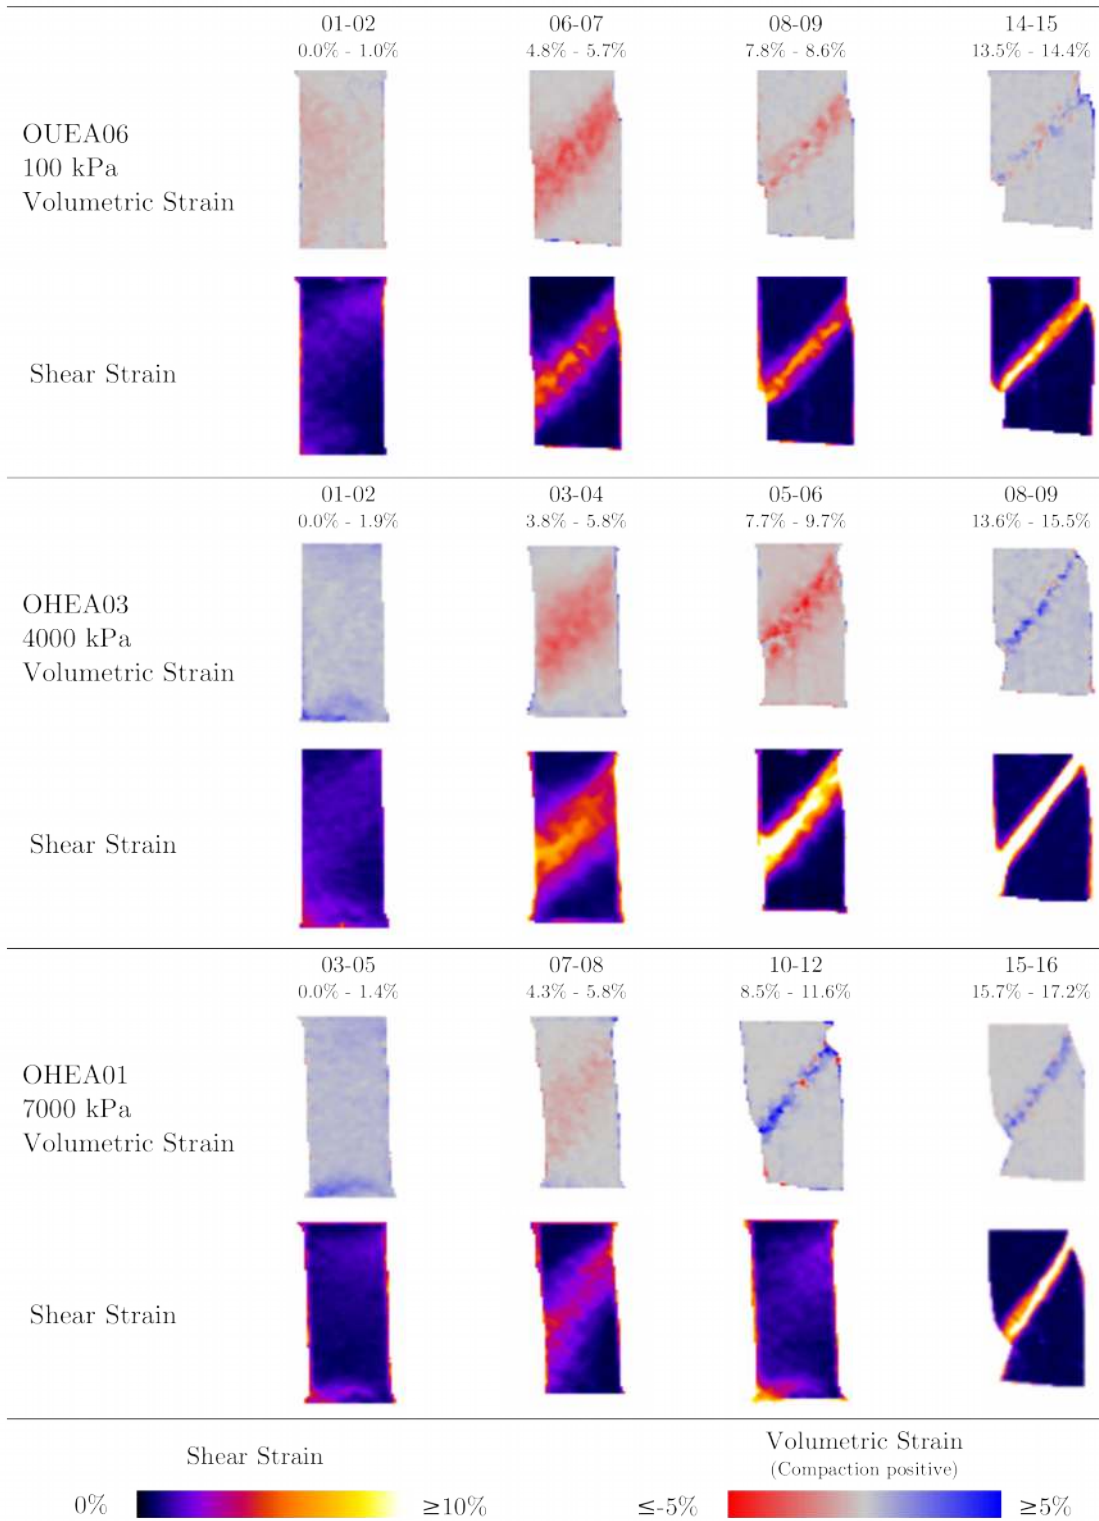 01-02 06-07 08-09 14-15
0.0% - 1.0% 4.8% - 5.7% 7.8% - 8.6% 13.5% - 14.4%
OUEA06
100 kPa
Volumetric Strain
Shear Strain
01-02 03-04 05-06 08-09
0.0% - 1.9% 3.8% - 5.8% 7.7% - 9.7% 13.6% - 15.5%
OHEA03
4000 kPa
Volumetric Strain
Shear Strain
03-05 07-08 10-12 15-16
0.0% - 1.4% 4.3% - 5.8% 8.5% - 11.6% 15.7% - 17.2%
OHEA01
7000 kPa
Volumetric Strain
Shear Strain
Shear Strain
0% ≥10%
Volumetric Strain
(Compaction positive)
≤-5% ≥5%